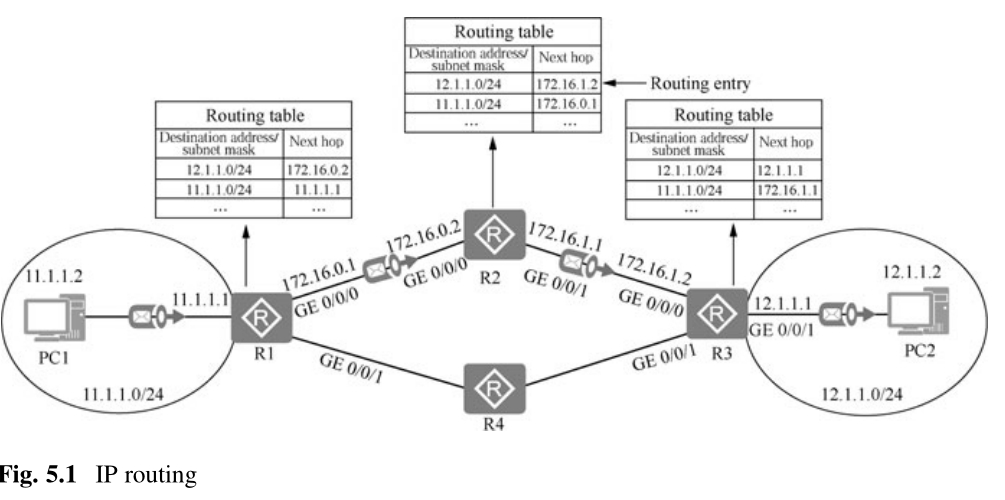 Routing table
Destination address/ subnet mask Next hop
12.1.1.0/24 172.16.1.2
11.1.1.0/24 172.16.0.1
... ...
Routing entry
Routing table
Destination address/ subnet mask Next hop
12.1.1.0/24 172.16.0.2
11.1.1.0/24 11.1.1.1
... ...
Routing table
Destination address/ subnet mask Next hop
12.1.1.0/24 12.1.1.1
11.1.1.0/24 172.16.1.1
... ...
11.1.1.2
PC1
11.1.1.1
11.1.1.0/24
R
R1
172.16.0.1
GE 0/0/0
172.16.0.2
GE 0/0/0
R
R2
172.16.1.1
GE 0/0/1
172.16.1.2
GE 0/0/0
R
R3
GE 0/0/1
GE 0/0/1
R
R4
12.1.1.1
GE 0/0/1
12.1.1.2
PC2
12.1.1.0/24
Fig. 5.1 IP routing